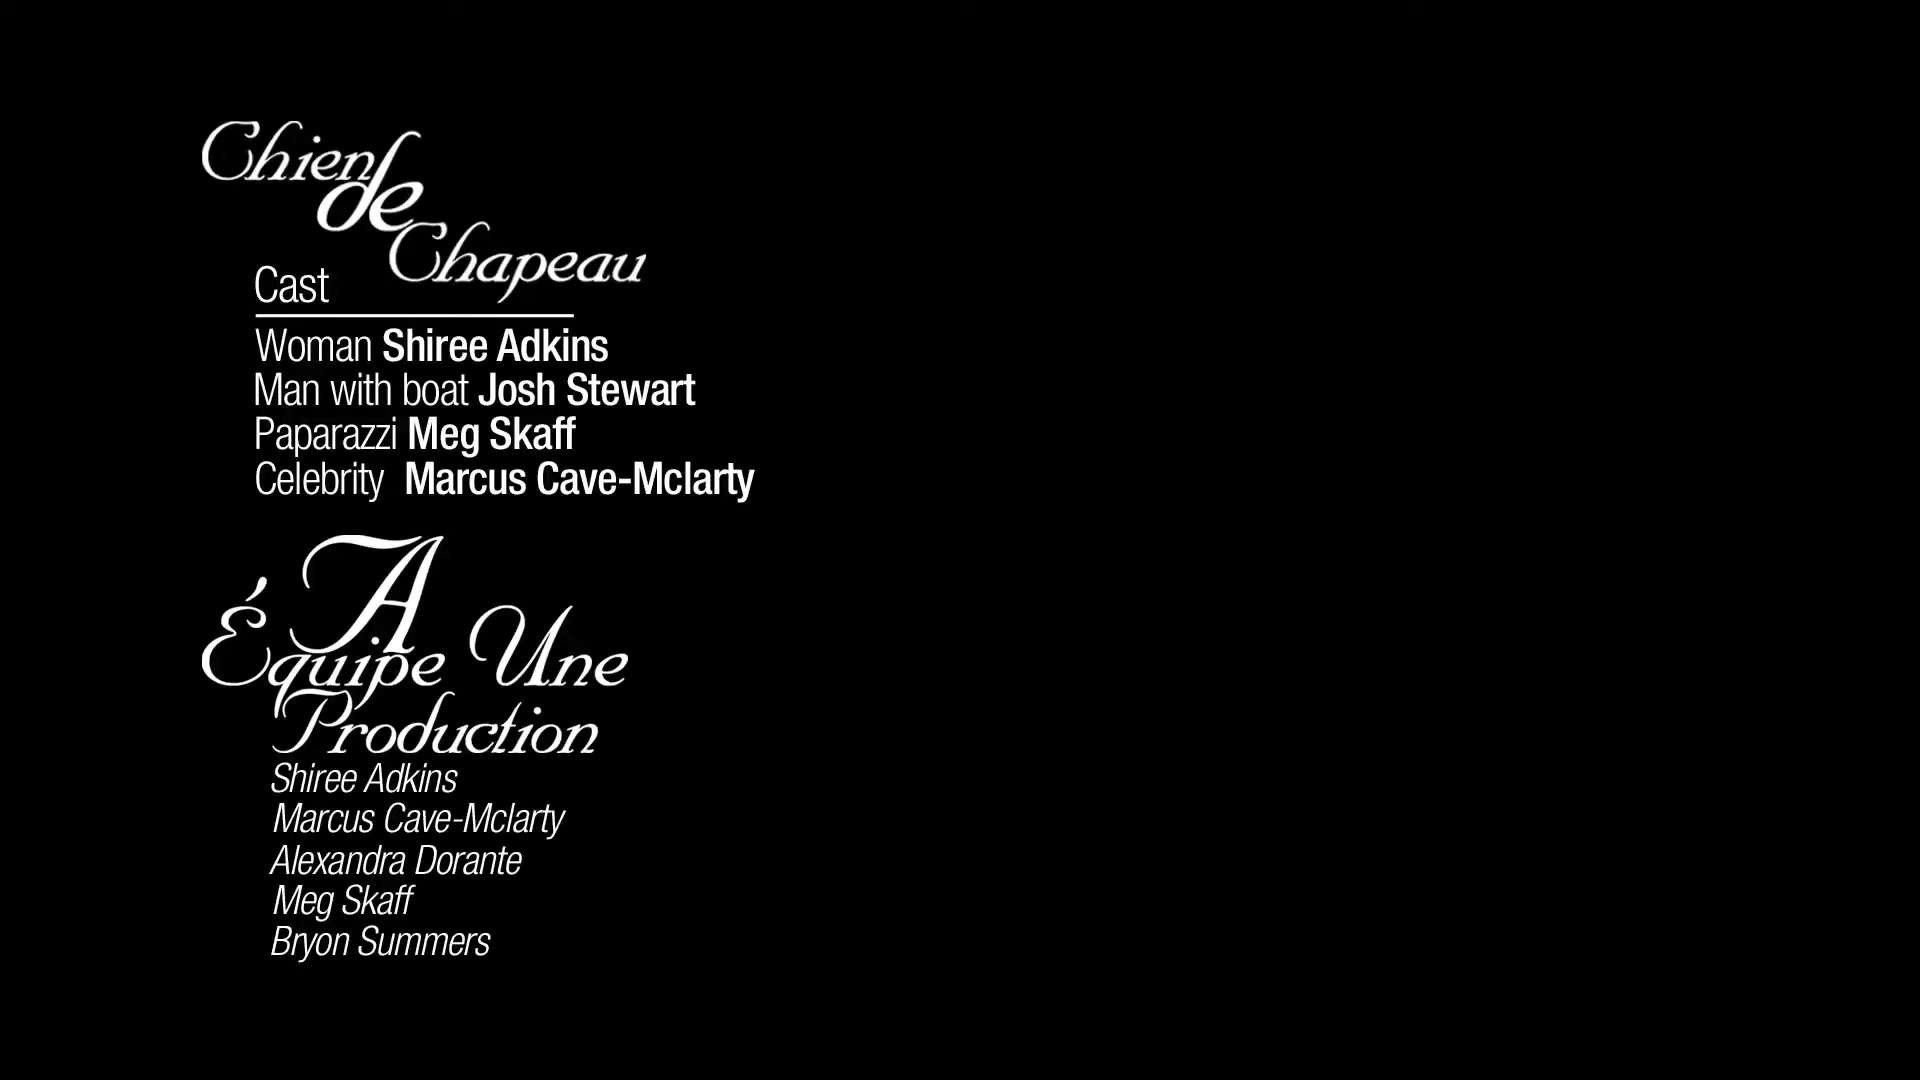 Chien
de
Chapeau
Cast
Woman Shiree Adkins
Man with boat Josh Stewart
Paparazzi Meg Skaff
Celebrity Marcus Cave-Mclarty
A
Équipe Une
Production
Shiree Adkins
Marcus Cave-Mclarty
Alexandra Dorante
Meg Skaff
Bryon Summers